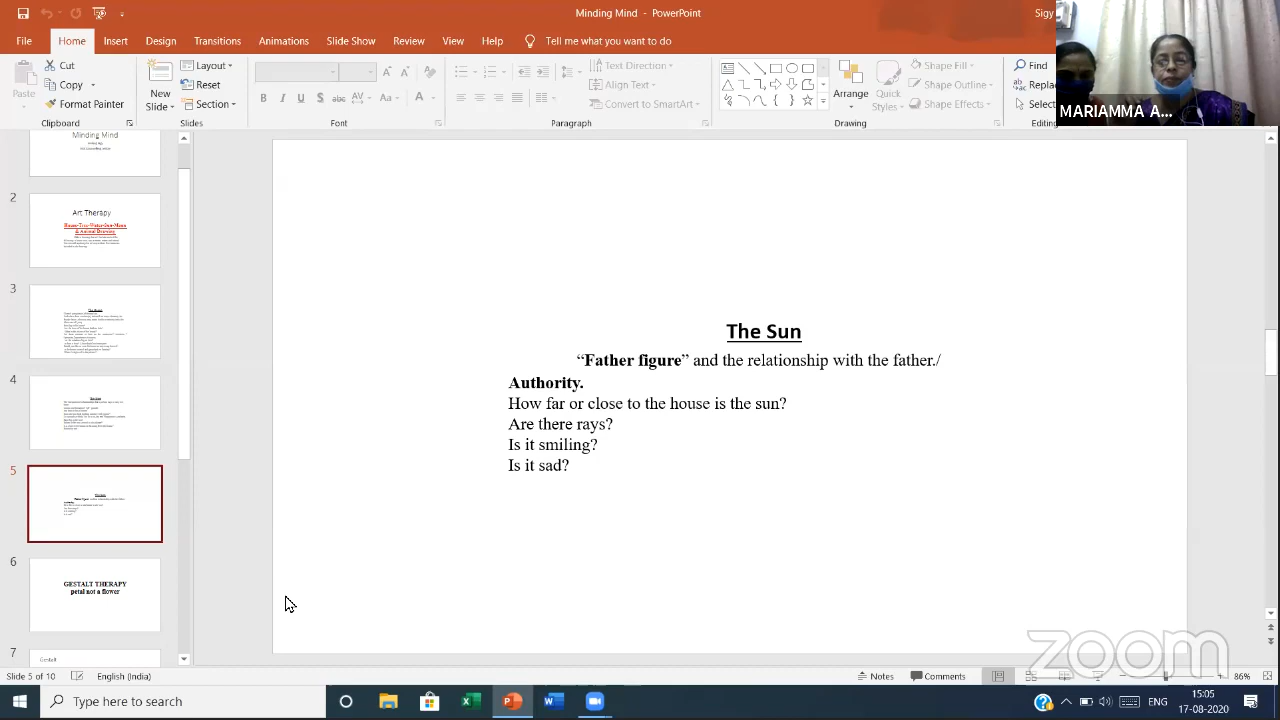 Minding Mind - PowerPoint
Sigy
File Home Insert Design Transitions Animations Slide Show Review View Help Tell me what you want to do
Paste
Cut
Copy
Format Painter
Clipboard
New
Slide
Layout
Reset
Section
Slides
Font
Text Direction
Align Text
Convert to SmartArt
Paragraph
Arrange
Quick
Styles
Shape Fill
Shape Outline
Shape Effects
Drawing
Find
Replac
Select
Editing
MARIAMMA A...
Minding Mind
2
Art Therapy
3
4
5
6
GESTALT THERAPY
petal not a flower
7
Gestalt
The Sun
“Father figure” and the relationship with the father./
Authority.
How far or close to the house is the sun?
Are there rays?
Is it smiling?
Is it sad?
zoom
Slide 5 of 10 English (India) Notes Comments 86%
Type here to search
ENG
15:05
17-08-2020